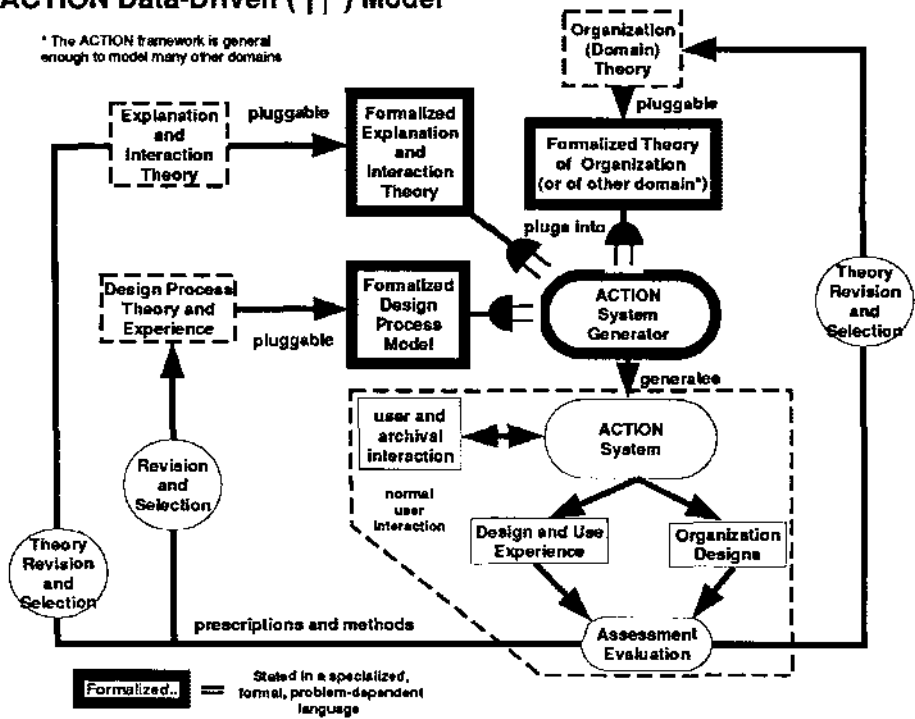 ACTION Data-Driven (↑↑) Model
* The ACTION framework is general
enough to model many other domains
Organization
(Domain)
Theory
pluggable
Explanation
and
Interaction
Theory
pluggable
Formalized
Explanation
and
Interaction
Theory
Formalized Theory
of Organization
(or of other domain*)
plugs into
Design Process
Theory and
Experience
pluggable
Formalized
Design
Process
Model
ACTION
System
Generator
Theory
Revision
and
Selection
generates
user and
archival
interaction
ACTION
System
normal
user
interaction
Revision
and
Selection
Design and Use
Experience
Organization
Designs
Theory
Revision
and
Selection
prescriptions and methods
Assessment
Evaluation
Formalized..
=
Stated in a specialized,
formal, problem-dependent
language